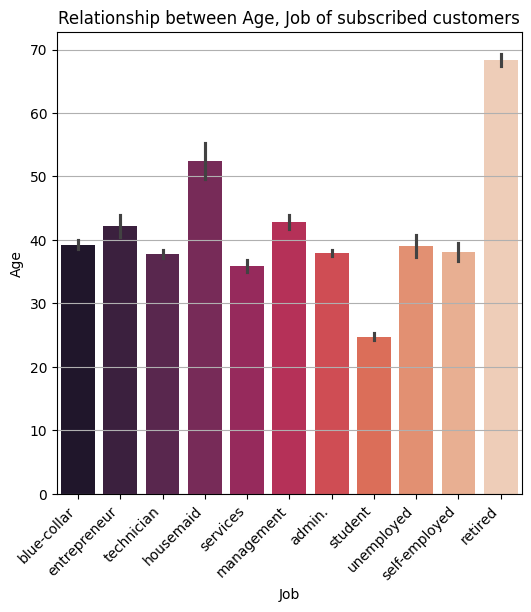 Relationship between Age, Job of subscribed customers
70
60
50
40
30
20
10
0
Age
blue-collar
entrepreneur
technician
housemaid
services
management
admin.
student
unemployed
self-employed
retired
Job